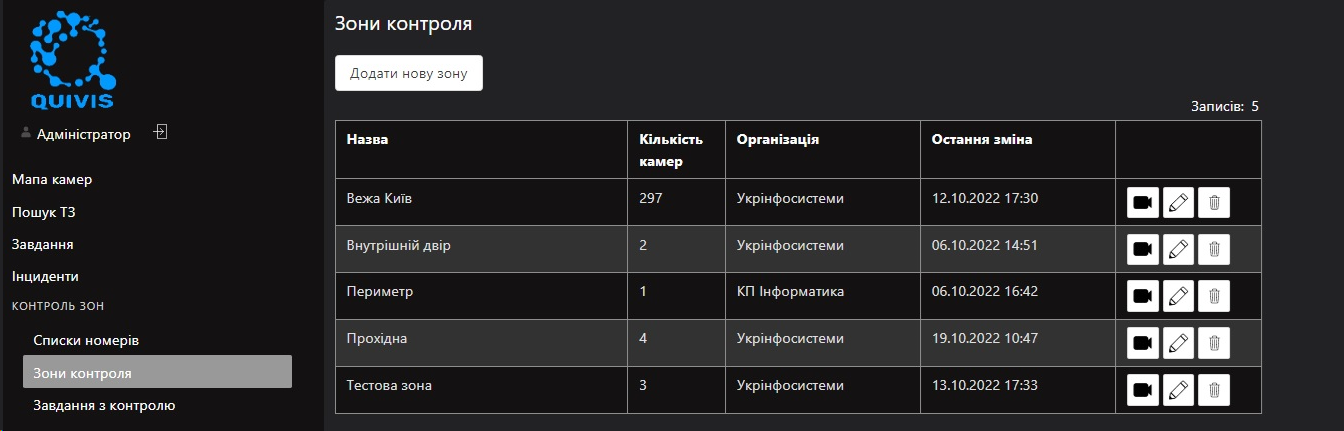 QUIVIS
Адміністратор
Мапа камер
Пошук ТЗ
Завдання
Інциденти
КОНТРОЛЬ ЗОН
Списки номерів
Зони контроля
Завдання з контролю
Зони контроля
Додати нову зону
Записів: 5
Назва Кількість камер Організація Остання зміна
Вежа Київ 297 Укрінфосистеми 12.10.2022 17:30
Внутрішній двір 2 Укрінфосистеми 06.10.2022 14:51
Периметр 1 КП Інформатика 06.10.2022 16:42
Прохідна 4 Укрінфосистеми 19.10.2022 10:47
Тестова зона 3 Укрінфосистеми 13.10.2022 17:33